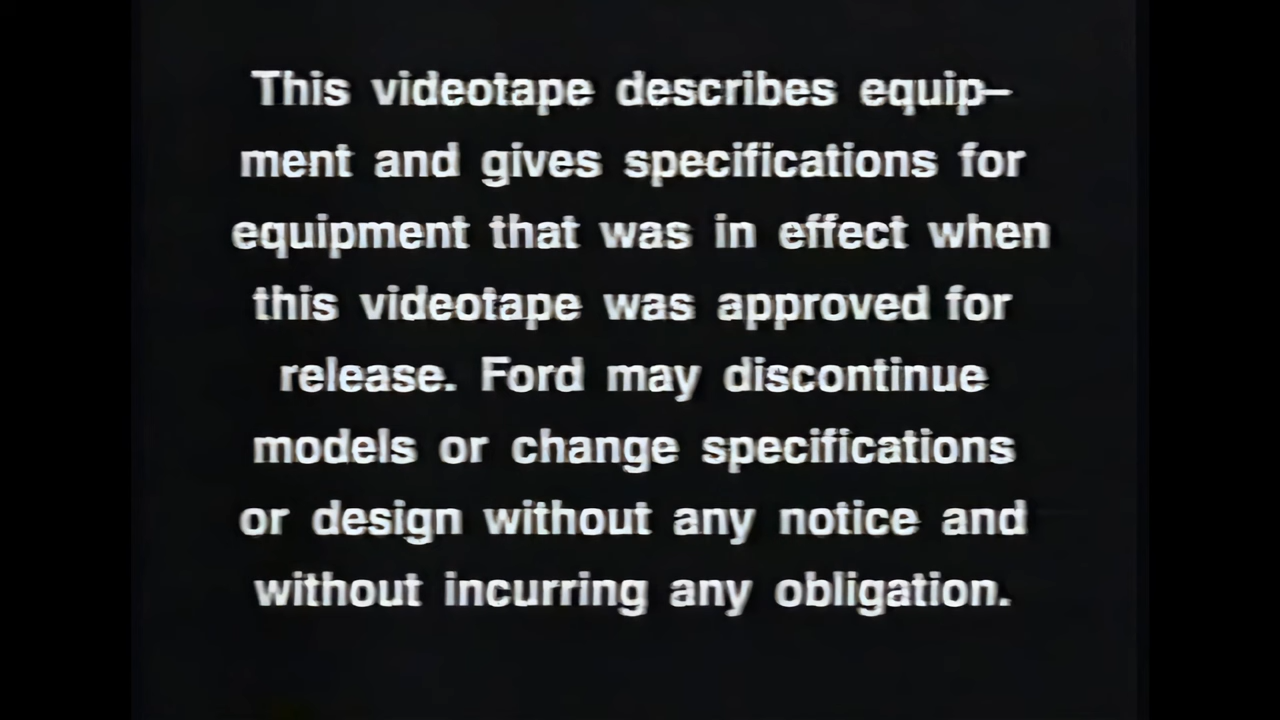 This videotape describes equip–
ment and gives specifications for
equipment that was in effect when
this videotape was approved for
release. Ford may discontinue
models or change specifications
or design without any notice and
without incurring any obligation.